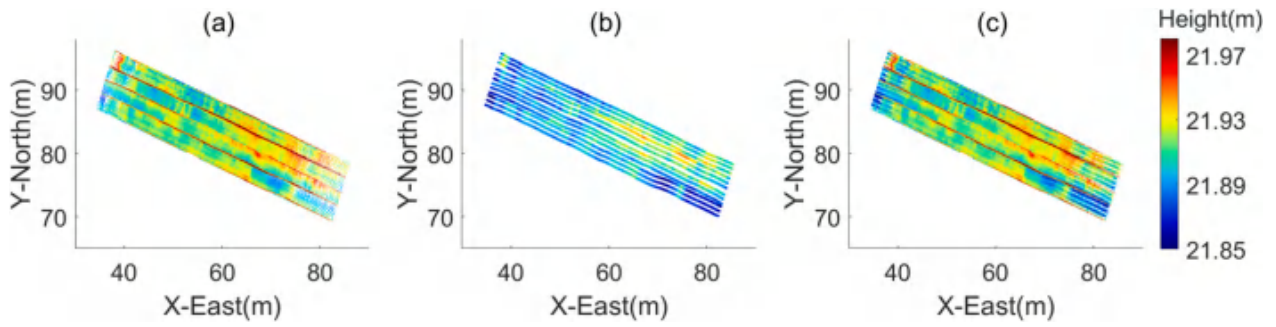 (a) (b) (c) Height(m)
21.97
90 90 90
21.93
80 80 80
21.89
70 70 70
21.85
40 60 80 40 60 80 40 60 80
X-East(m) X-East(m) X-East(m)
Y-North(m) Y-North(m) Y-North(m)